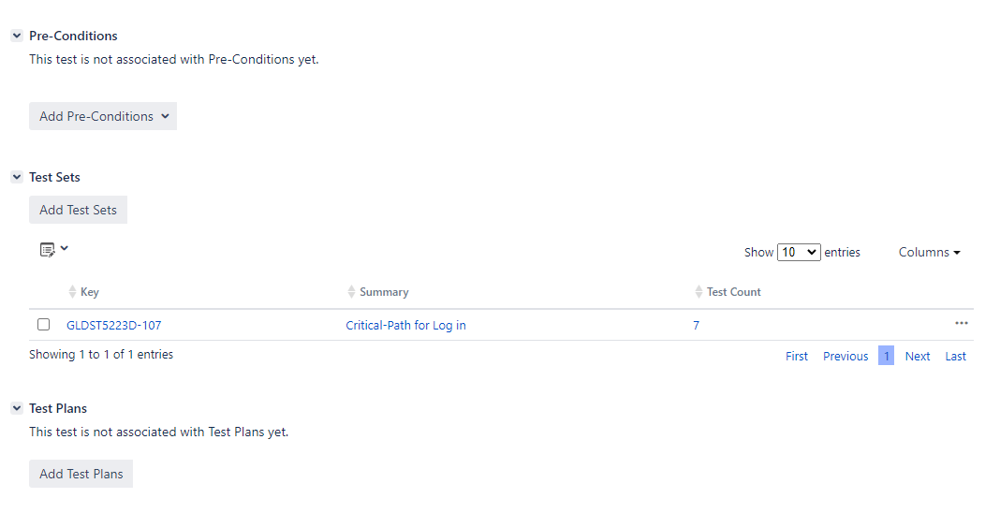 Pre-Conditions
This test is not associated with Pre-Conditions yet.
Add Pre-Conditions
Test Sets
Add Test Sets
Show 10 entries Columns
Key Summary Test Count
GLDST5223D-107 Critical-Path for Log in 7 ···
Showing 1 to 1 of 1 entries
First Previous 1 Next Last
Test Plans
This test is not associated with Test Plans yet.
Add Test Plans